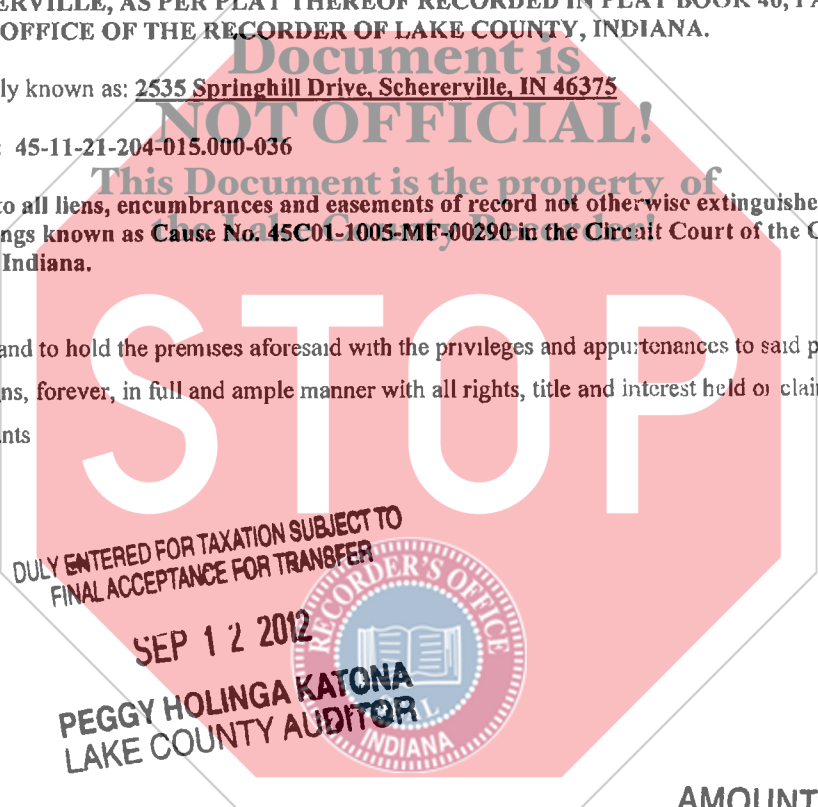 ERVILLE, AS PER PLAT THEREOF RECORDED IN PLAT BOOK 40, PA
OFFICE OF THE RECORDER OF LAKE COUNTY, INDIANA.
Document is
ly known as: 2535 Springhill Drive, Schererville, IN 46375
NOT OFFICIAL!
: 45-11-21-204-015.000-036
This Document is the property of
to all liens, encumbrances and easements of record not otherwise extinguishe
the Lake County Recorder!
ngs known as Cause No. 45C01-1005-MF-00290 in the Circuit Court of the C
Indiana.
STOP
and to hold the premises aforesaid with the privileges and appurtenances to said p
ns, forever, in full and ample manner with all rights, title and interest held or clai
nts
DULY ENTERED FOR TAXATION SUBJECT TO
FINAL ACCEPTANCE FOR TRANSFER
SEP 12 2012
PEGGY HOLINGA KATONA
LAKE COUNTY AUDITOR
RECORDER'S OFFICE
INDIANA
AMOUNT